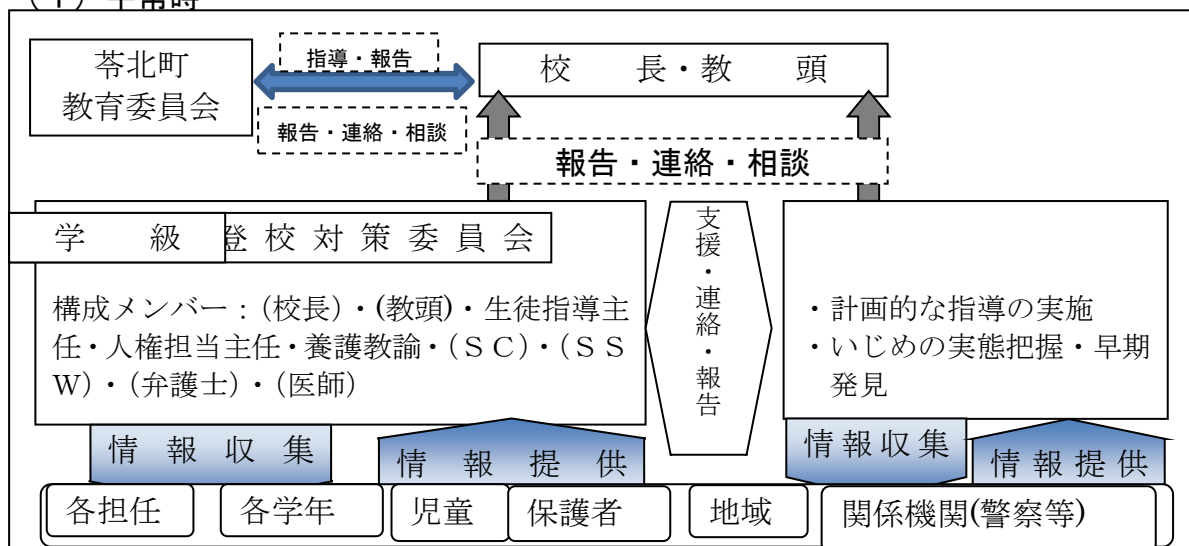 (1)平常時
苓北町
教育委員会
指導・報告
報告・連絡・相談
校 長・教 頭
報告・連絡・相談
学 級
登校対策委員会
構成メンバー：(校長)・(教頭)・生徒指導主
任・人権担当主任・養護教諭・(ＳＣ)・(ＳＳ
Ｗ)・(弁護士)・(医師)
支援・連絡・報告
・計画的な指導の実施
・いじめの実態把握・早期
発見
情報収集
情報提供
情報収集
情報提供
各担任
各学年
児童
保護者
地域
関係機関(警察等)